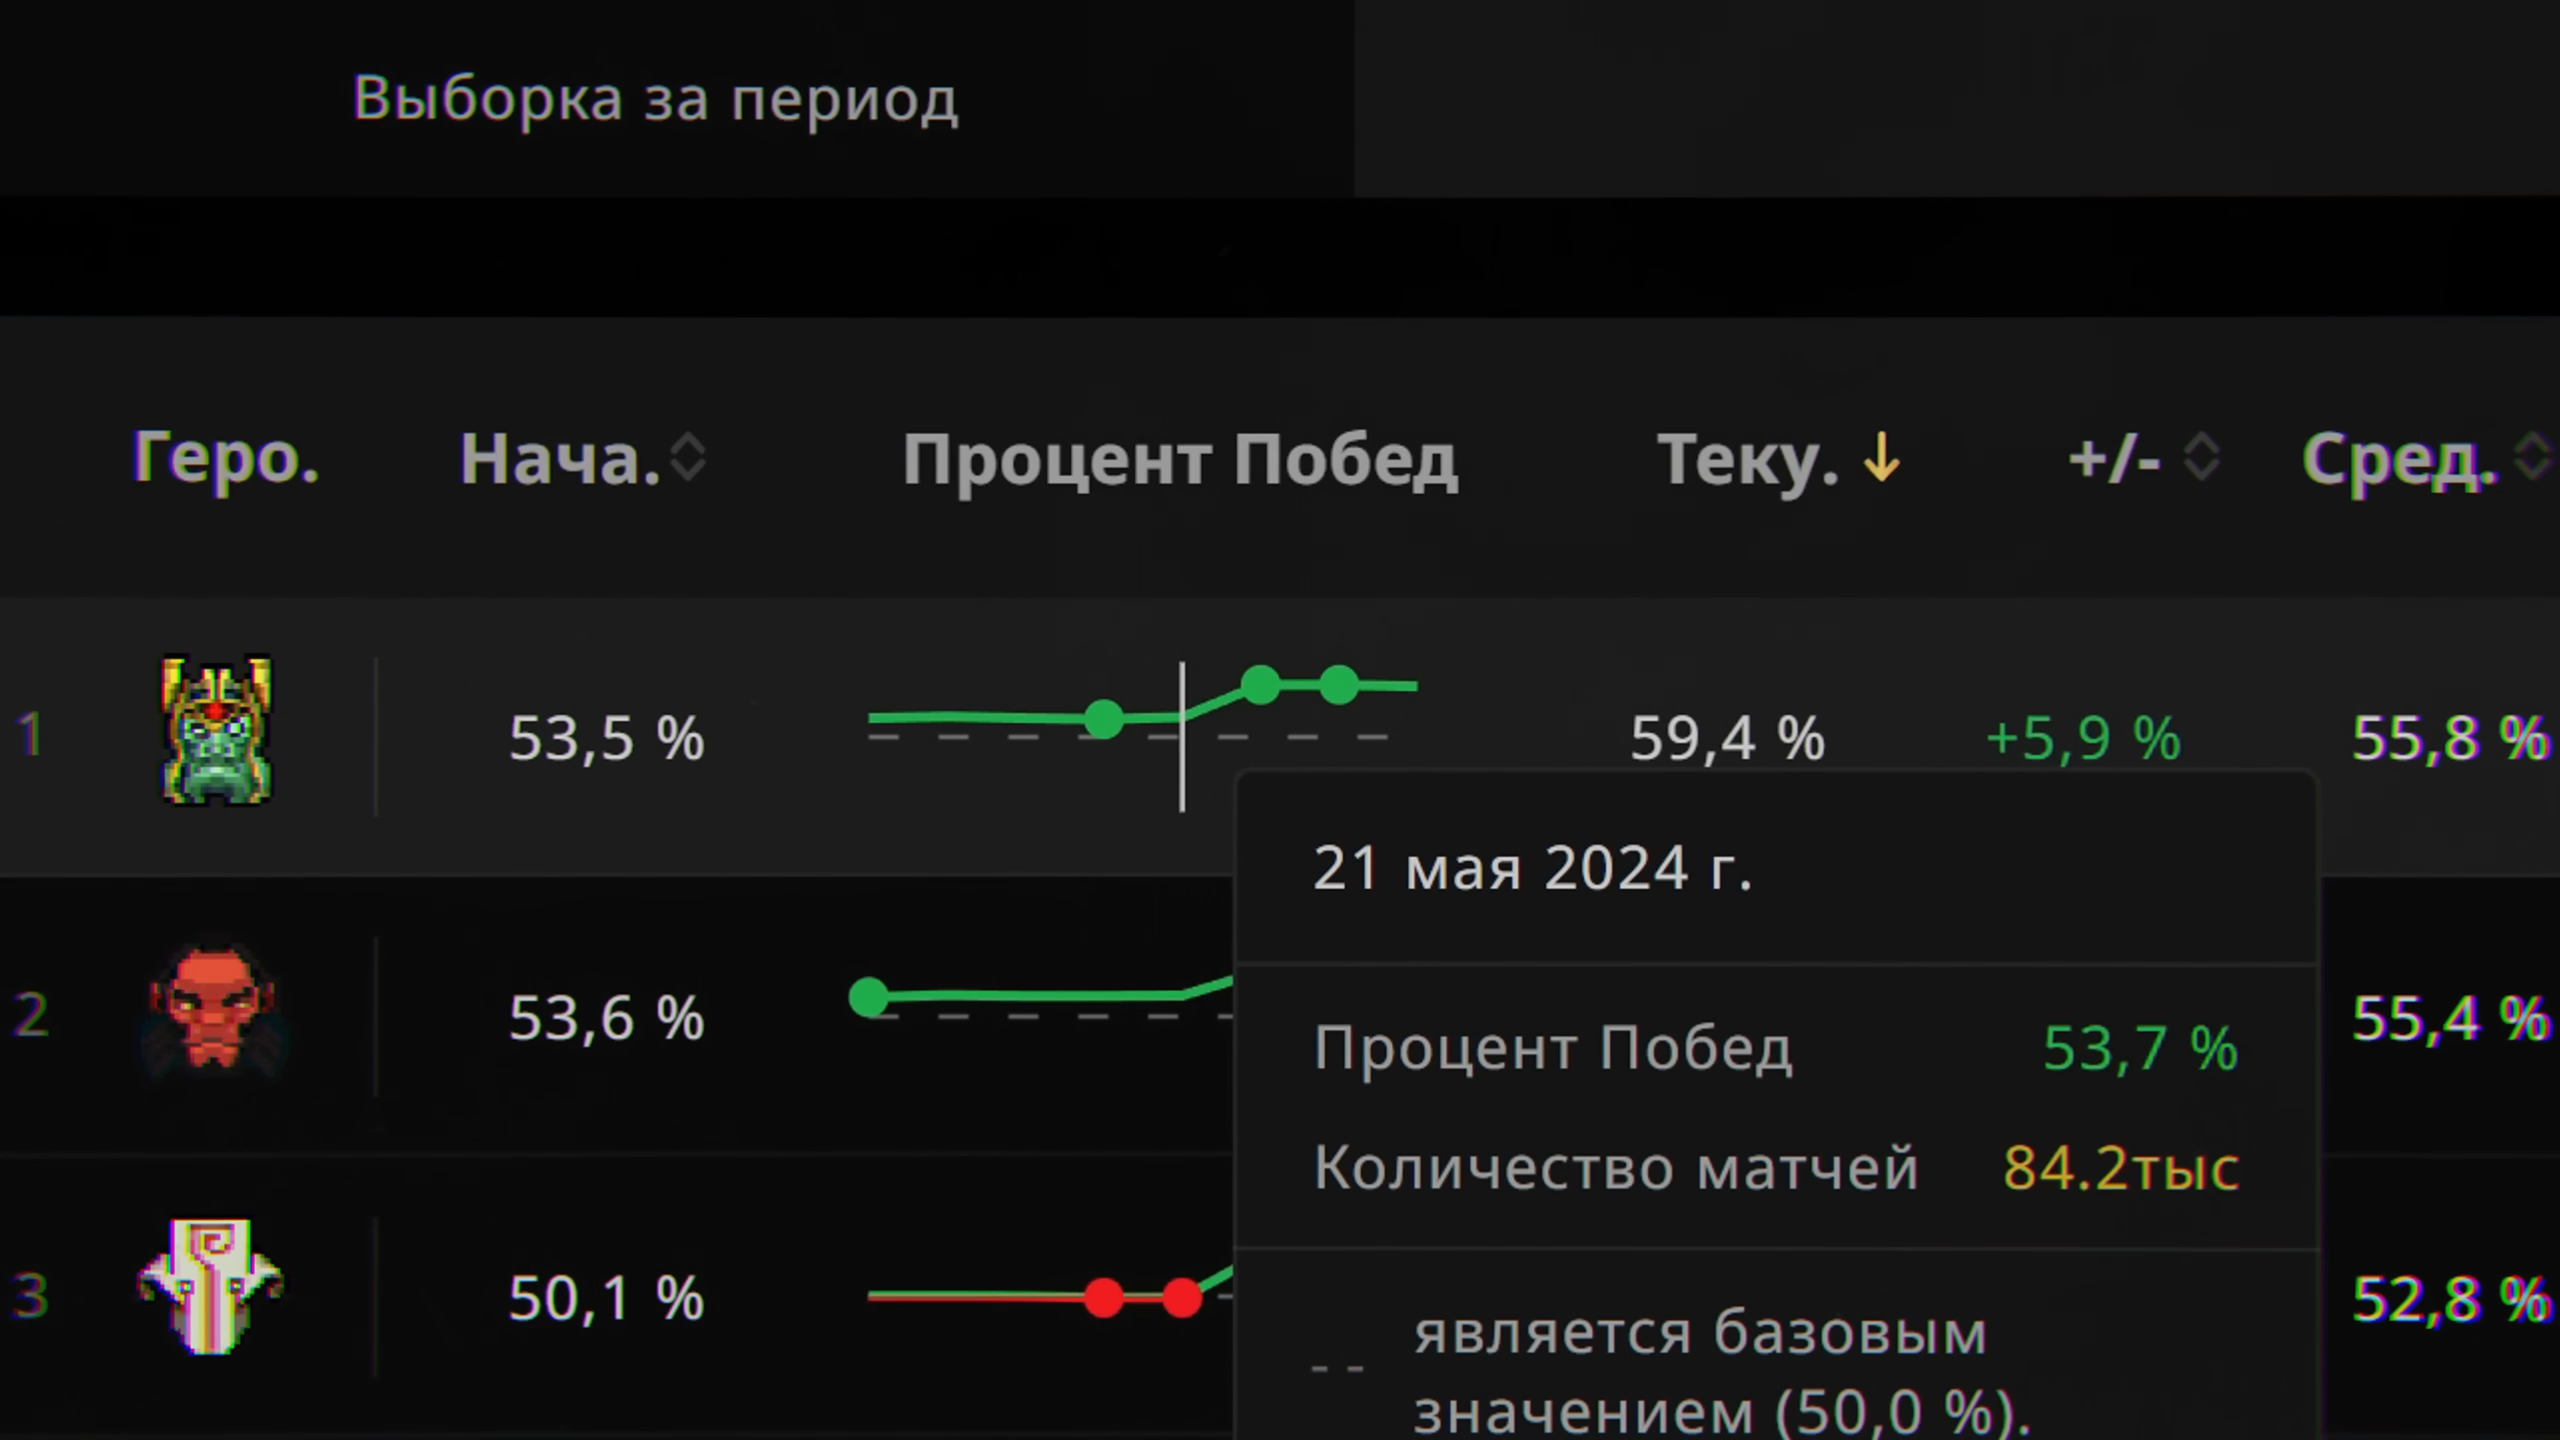 Выборка за период
Геро. Нача. Процент Побед Теку. +/- Сред.
1 53,5 % 59,4 % +5,9 % 55,8 %
21 мая 2024 г.
2 53,6 % 55,4 %
Процент Побед 53,7 %
Количество матчей 84.2тыс
3 50,1 % 52,8 %
-- является базовым
значением (50,0 %).